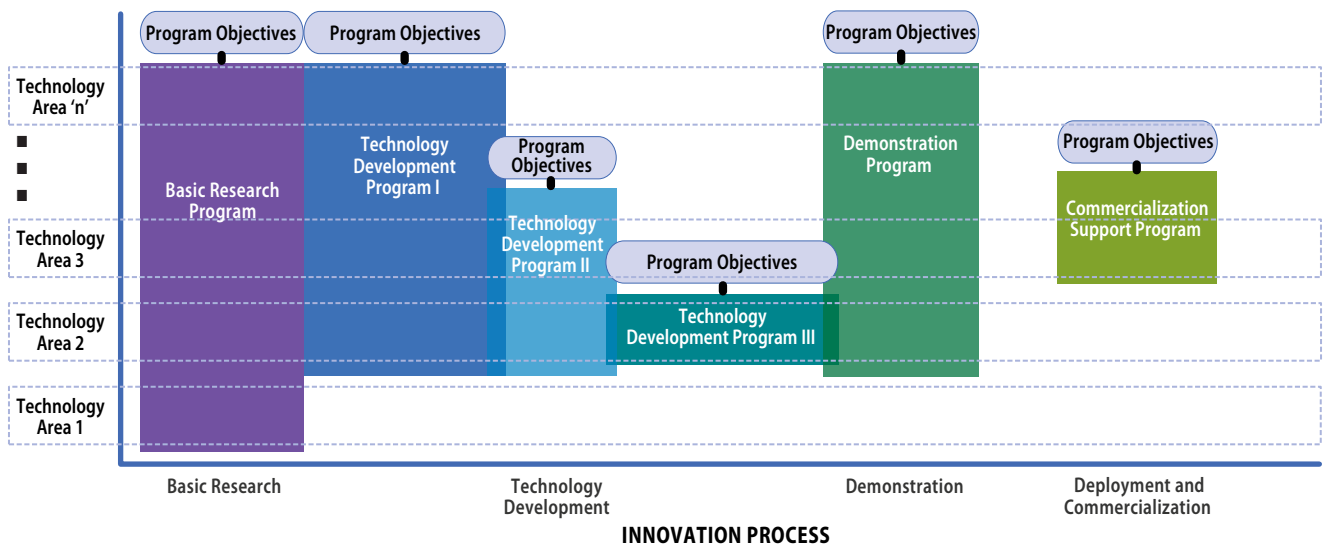 Program Objectives
Program Objectives
Program Objectives
Technology
Area 'n'
Technology
Development
Program I
Program
Objectives
Demonstration
Program
Program Objectives
Basic Research
Program
Technology
Area 3
Technology
Development
Program II
Commercialization
Support Program
Program Objectives
Technology
Area 2
Technology
Development Program III
Technology
Area 1
Basic Research
Technology
Development
Demonstration
Deployment and
Commercialization
INNOVATION PROCESS